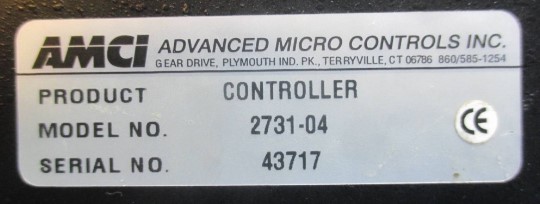 AMCI ADVANCED MICRO CONTROLS INC.
GEAR DRIVE, PLYMOUTH IND. PK., TERRYVILLE, CT 06786 860/585-1254
PRODUCT CONTROLLER
MODEL NO. 2731-04
CE
SERIAL NO. 43717